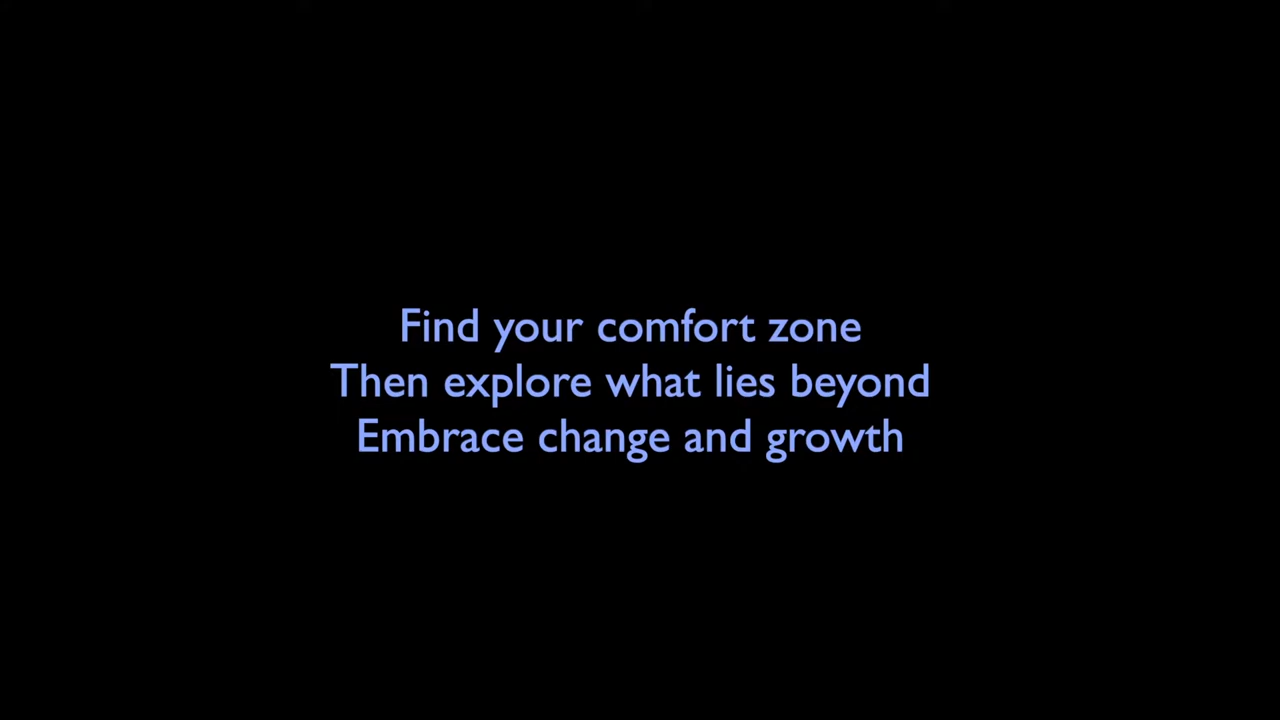 Find your comfort zone
Then explore what lies beyond
Embrace change and growth